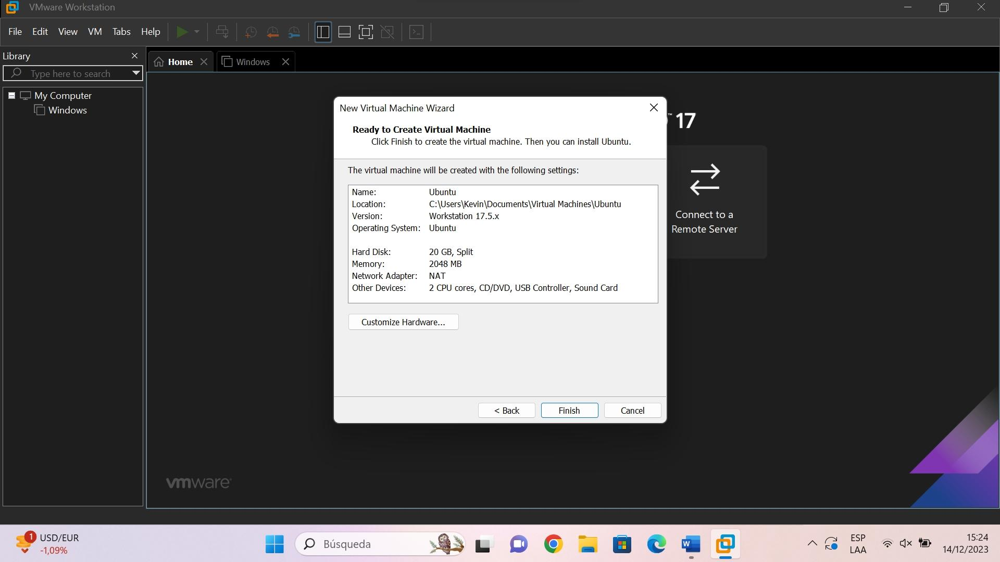 VMware Workstation
File Edit View VM Tabs Help
Library
Home Windows
Type here to search
My Computer
Windows
™ 17
Connect to a
Remote Server
New Virtual Machine Wizard
Ready to Create Virtual Machine
Click Finish to create the virtual machine. Then you can install Ubuntu.
The virtual machine will be created with the following settings:
Name: Ubuntu
Location: C:\Users\Kevin\Documents\Virtual Machines\Ubuntu
Version: Workstation 17.5.x
Operating System: Ubuntu
Hard Disk: 20 GB, Split
Memory: 2048 MB
Network Adapter: NAT
Other Devices: 2 CPU cores, CD/DVD, USB Controller, Sound Card
Customize Hardware...
< Back Finish Cancel
vmware®
1 USD/EUR
-1,09%
Búsqueda
W
ESP
LAA
15:24
14/12/2023